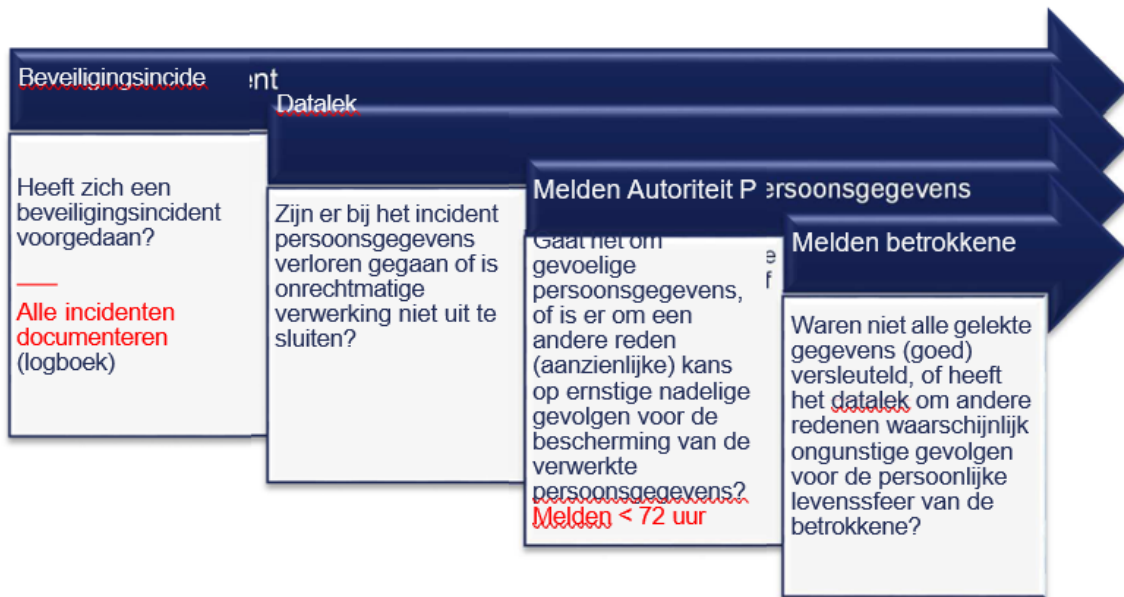 Beveiligingsincident
Datalek
Melden Autoriteit Persoonsgegevens
Melden betrokkene
Heeft zich een
beveiligingsincident
voorgedaan?
Alle incidenten
documenteren
(logboek)
Zijn er bij het incident
persoonsgegevens
verloren gegaan of is
onrechtmatige
verwerking niet uit te
sluiten?
Gaat het om
gevoelige
persoonsgegevens,
of is er om een
andere reden
(aanzienlijke) kans
op ernstige nadelige
gevolgen voor de
bescherming van de
verwerkte
persoonsgegevens?
Melden < 72 uur
Waren niet alle gelekte
gegevens (goed)
versleuteld, of heeft
het datalek om andere
redenen waarschijnlijk
ongunstige gevolgen
voor de persoonlijke
levenssfeer van de
betrokkene?